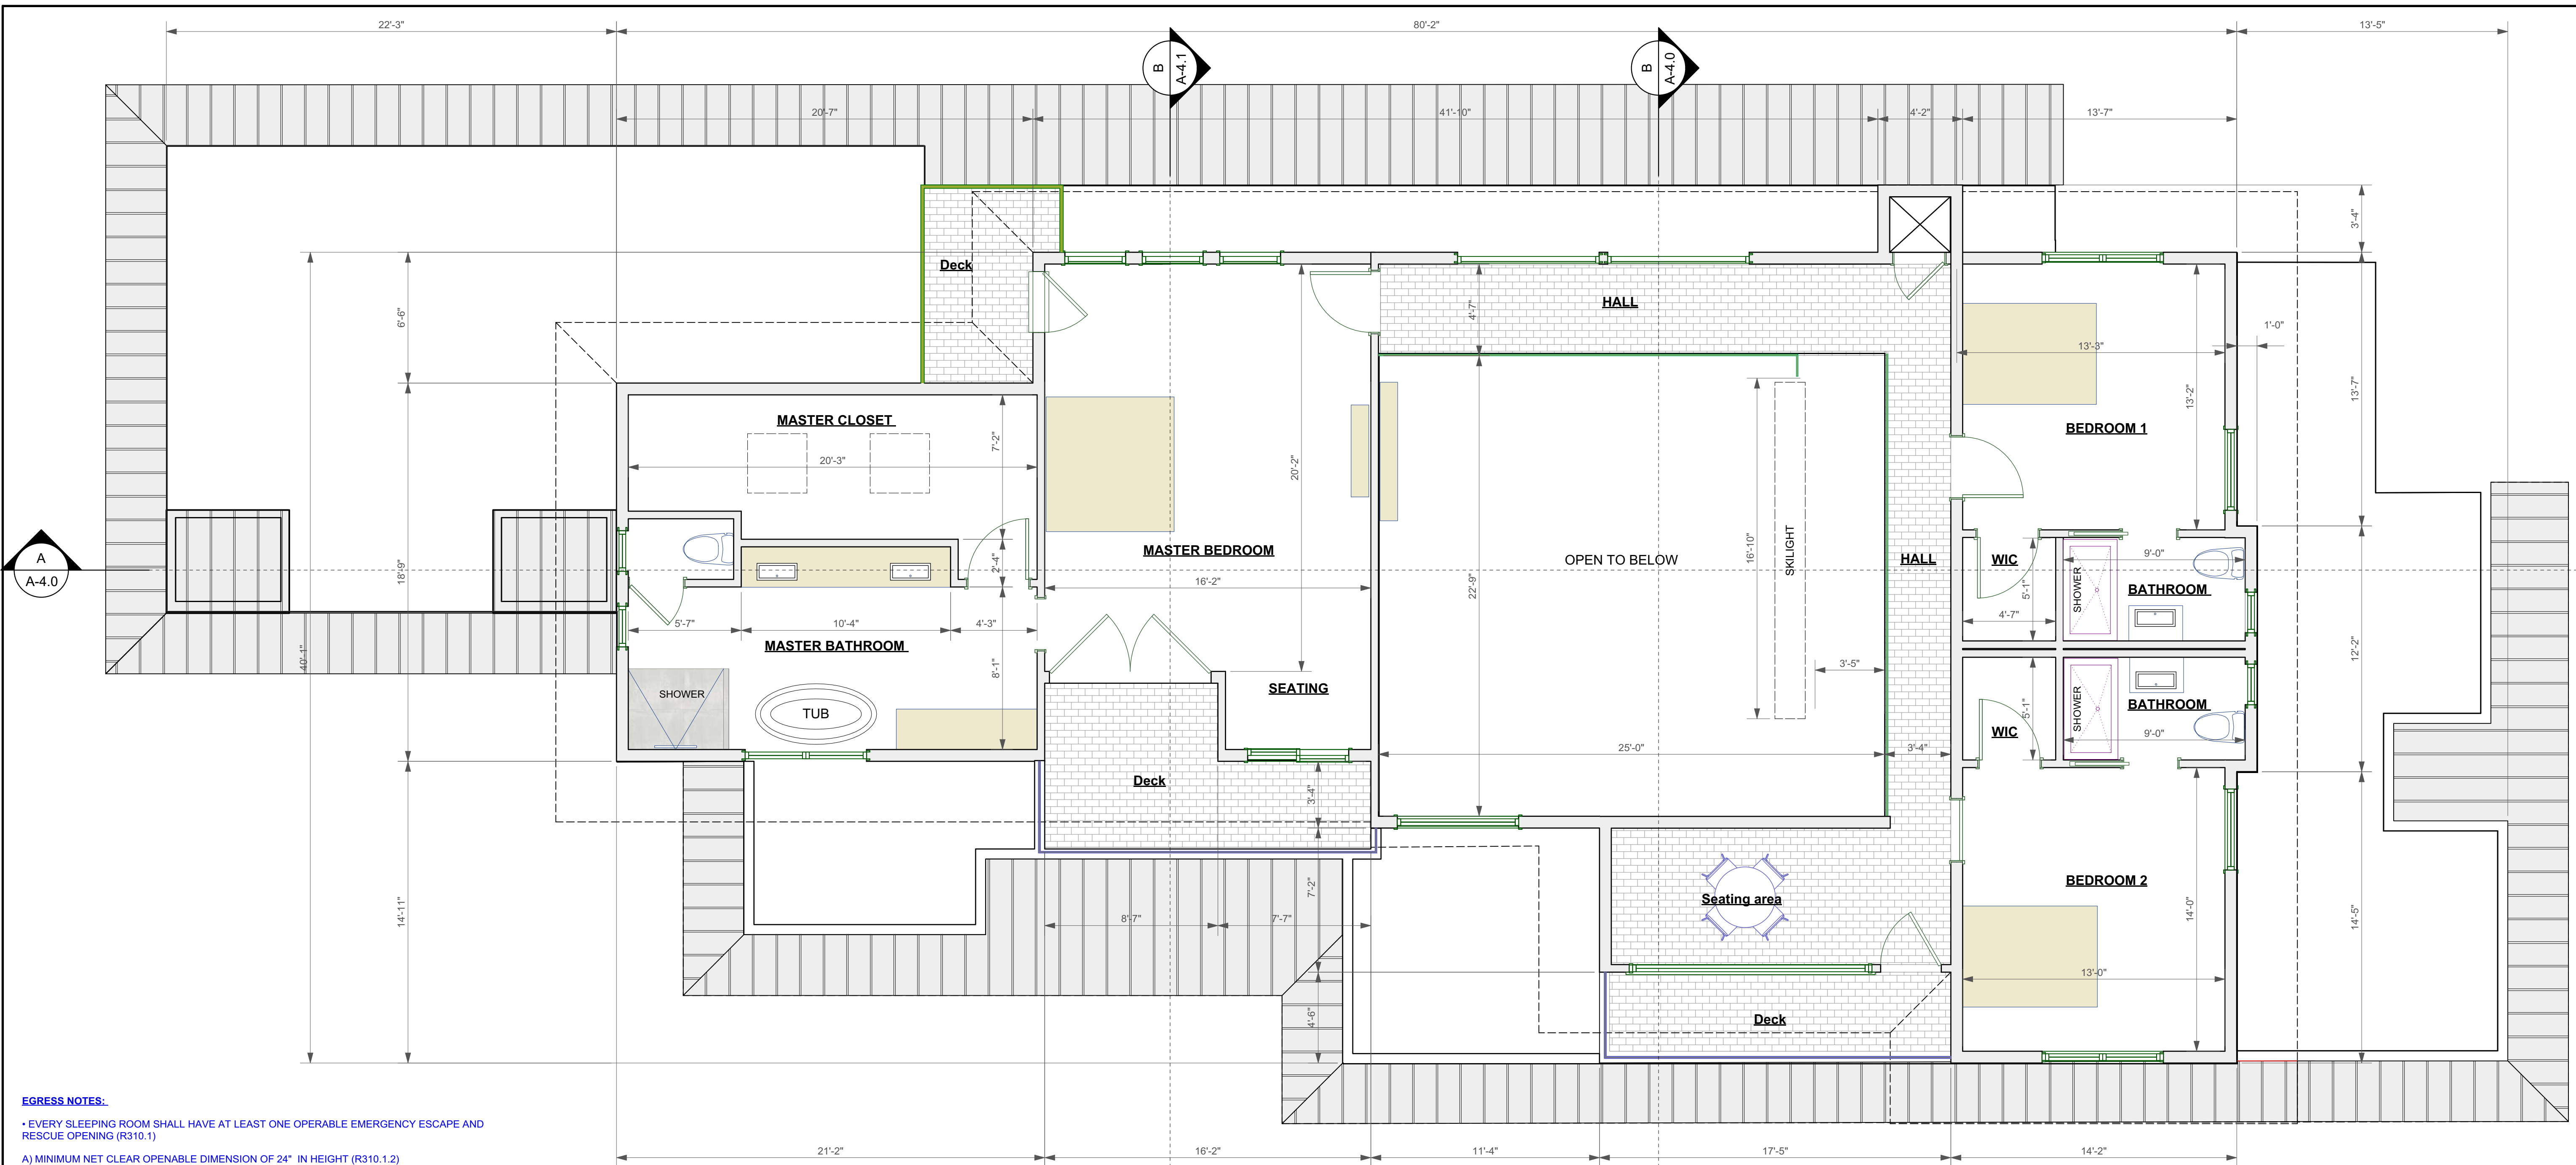 22'-3"
80'-2"
13'-5"
B
A-4.1
B
A-4.0
20'-7"
41'-10"
4'-2"
13'-7"
3'-4"
Deck
HALL
4'-7"
6'-6"
1'-0"
13'-3"
13'-2"
13'-7"
MASTER CLOSET
7'-2"
20'-3"
20'-2"
BEDROOM 1
A
A-4.0
18'-9"
2'-4"
MASTER BEDROOM
16'-2"
22'-9"
OPEN TO BELOW
16'-10"
SKILIGHT
HALL
WIC
5'-1"
4'-7"
SHOWER
9'-0"
BATHROOM
5'-7"
10'-4"
4'-3"
MASTER BATHROOM
40'-1"
8'-1"
SHOWER
TUB
SEATING
3'-5"
12'-2"
WIC
5'-1"
SHOWER
BATHROOM
9'-0"
25'-0"
3'-4"
Deck
3'-4"
14'-11"
8'-7"
7'-7"
7'-2"
Seating area
BEDROOM 2
14'-0"
14'-5"
13'-0"
4'-6"
Deck
EGRESS NOTES:
• EVERY SLEEPING ROOM SHALL HAVE AT LEAST ONE OPERABLE EMERGENCY ESCAPE AND
RESCUE OPENING (R310.1)
A) MINIMUM NET CLEAR OPENABLE DIMENSION OF 24" IN HEIGHT (R310.1.2)
21'-2"
16'-2"
11'-4"
17'-5"
14'-2"